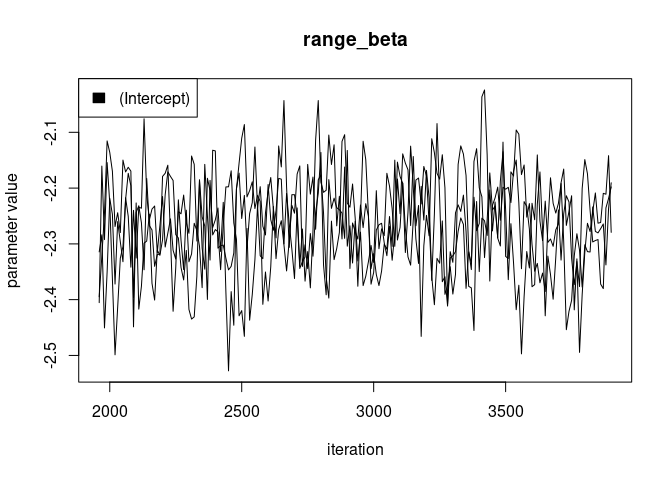 range_beta
(Intercept)
parameter value
-2.1
-2.2
-2.3
-2.4
-2.5
2000 2500 3000 3500
iteration